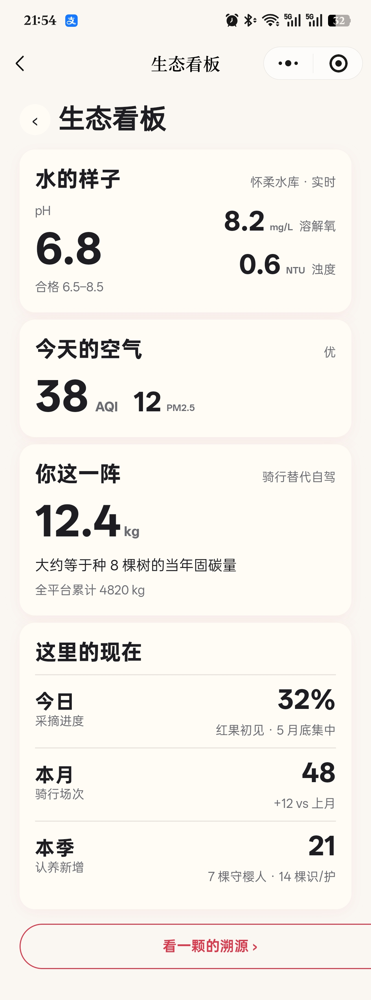 21:54 支 5G 5G 32
生态看板
‹ 生态看板
水的样子 怀柔水库 · 实时
pH
6.8
合格 6.5–8.5
8.2 mg/L 溶解氧
0.6 NTU 浊度
今天的空气 优
38 AQI 12 PM2.5
你这一阵 骑行替代自驾
12.4 kg
大约等于种 8 棵树的当年固碳量
全平台累计 4820 kg
这里的现在
今日 32%
采摘进度 红果初见 · 5 月底集中
本月 48
骑行场次 +12 vs 上月
本季 21
认养新增 7 棵守樱人 · 14 棵识/护
看一颗的溯源 ›